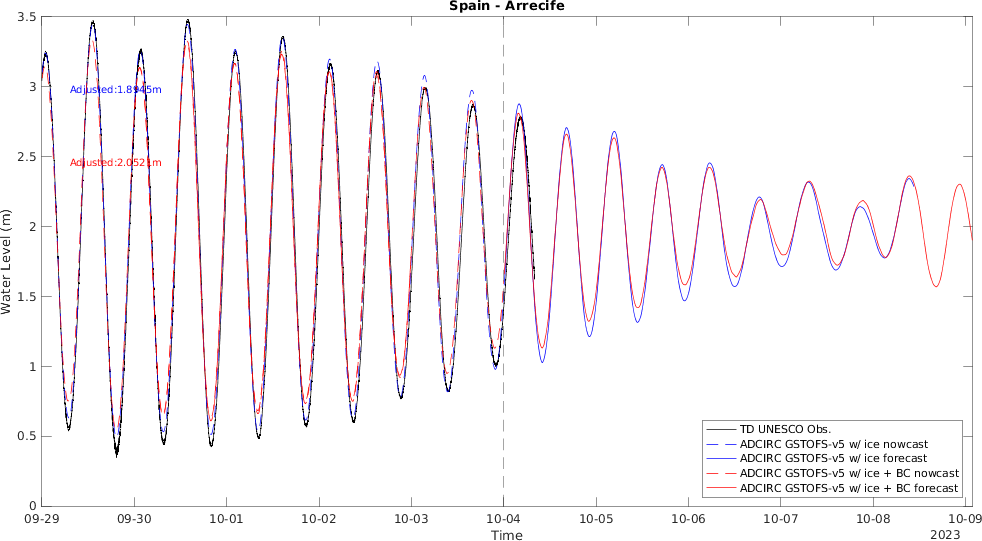 Spain - Arrecife
3.5
3
2.5
2
1.5
1
0.5
0
Water Level (m)
Adjusted:1.8945m
Adjusted:2.0521m
TD UNESCO Obs.
ADCIRC GSTOFS-v5 w/ ice nowcast
ADCIRC GSTOFS-v5 w/ ice forecast
ADCIRC GSTOFS-v5 w/ ice + BC nowcast
ADCIRC GSTOFS-v5 w/ ice + BC forecast
09-29 09-30 10-01 10-02 10-03 10-04 10-05 10-06 10-07 10-08 10-09
Time
2023